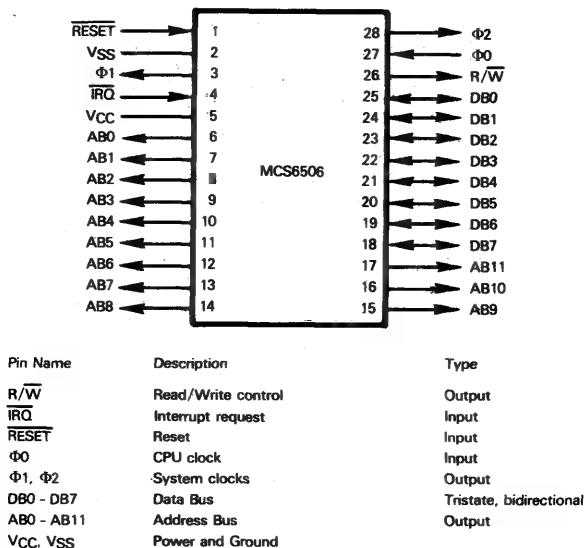 RESET 1 28 Φ2
VSS 2 27 Φ0
Φ1 3 26 R/W
IRQ 4 25 DB0
VCC 5 24 DB1
AB0 6 23 DB2
AB1 7 22 DB3
AB2 MCS6506 21 DB4
AB3 9 20 DB5
AB4 10 19 DB6
AB5 11 18 DB7
AB6 12 17 AB11
AB7 13 16 AB10
AB8 14 15 AB9
Pin Name Description Type
R/W Read/Write control Output
IRQ Interrupt request Input
RESET Reset Input
Φ0 CPU clock Input
Φ1, Φ2 System clocks Output
DB0 - DB7 Data Bus Tristate, bidirectional
AB0 - AB11 Address Bus Output
VCC, VSS Power and Ground